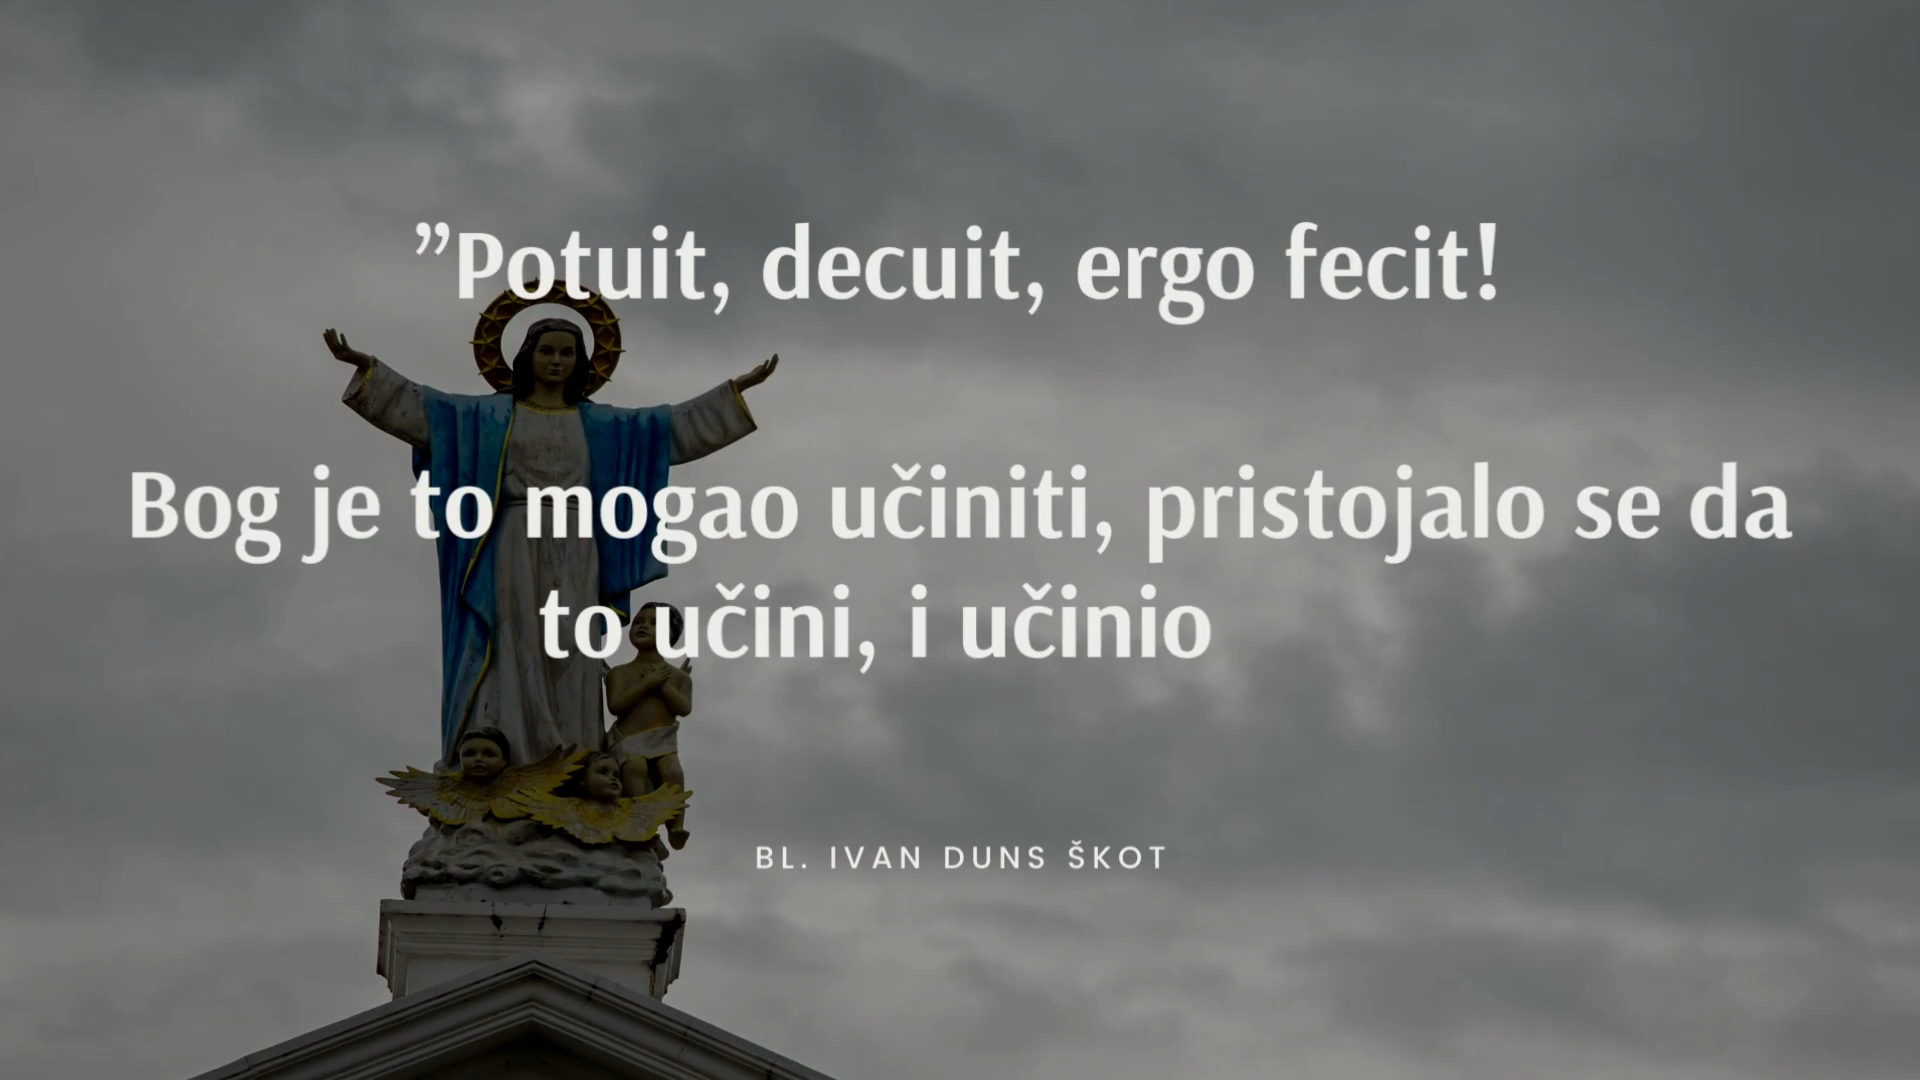 ”Potuit, decuit, ergo fecit!
Bog je to mogao učiniti, pristojalo se da
to učini, i učinio
BL. IVAN DUNS ŠKOT